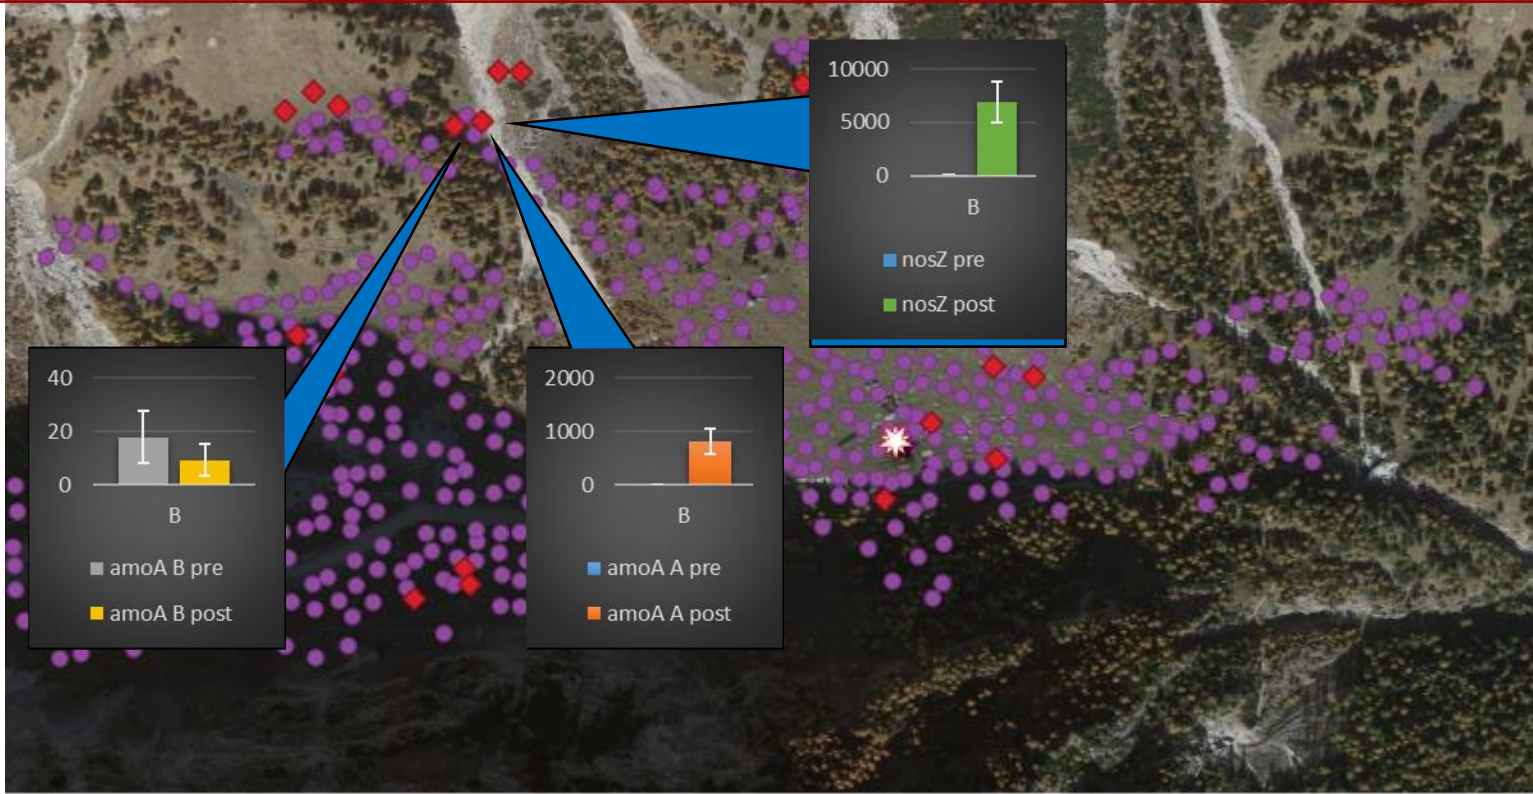 10000
5000
0
B
nosZ pre
nosZ post
40
20
0
B
amoA B pre
amoA B post
2000
1000
0
B
amoA A pre
amoA A post